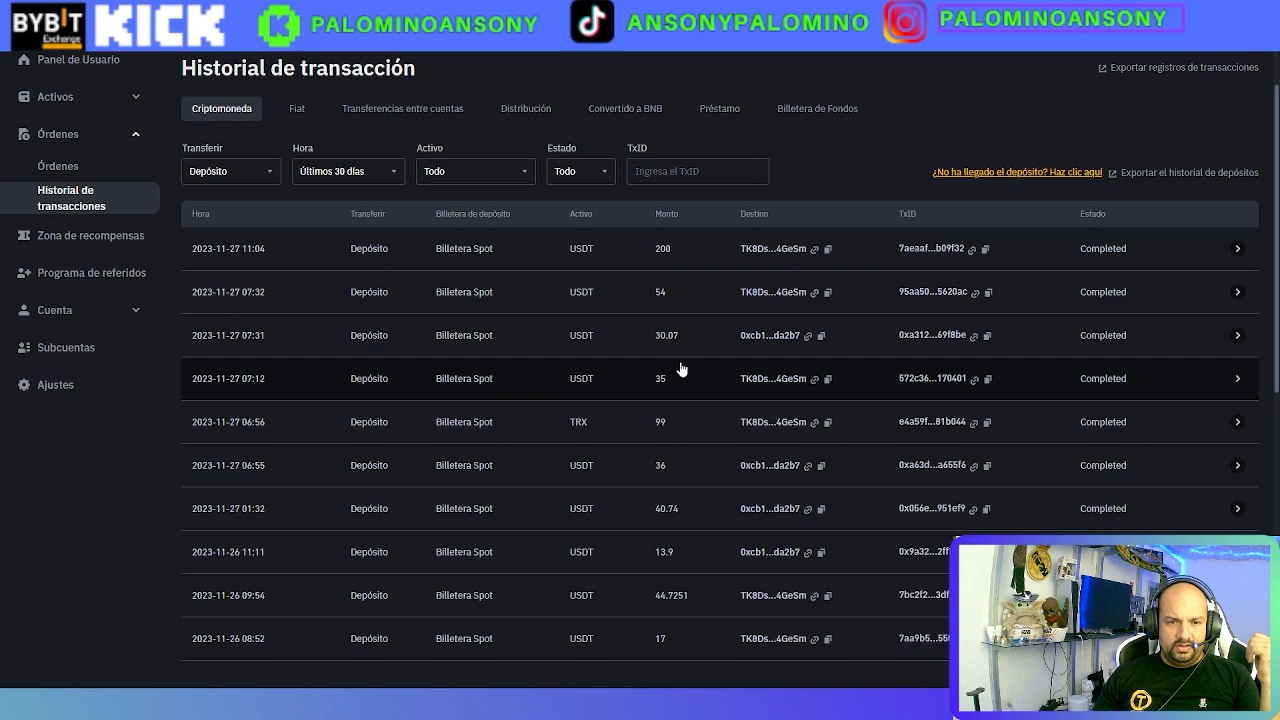 BYBIT
Exchange
KICK
PALOMINOANSONY
ANSONYPALOMINO
PALOMINOANSONY
Panel de Usuario
Activos
Órdenes
Órdenes
Historial de
transacciones
Zona de recompensas
Programa de referidos
Cuenta
Subcuentas
Ajustes
Historial de transacción
Exportar registros de transacciones
Criptomoneda Fiat Transferencias entre cuentas Distribución Convertido a BNB Préstamo Billetera de Fondos
Transferir Hora Activo Estado TxID
Depósito Últimos 30 días Todo Todo Ingresa el TxID
¿No ha llegado el depósito? Haz clic aquí Exportar el historial de depósitos
Hora Transferir Billetera de depósito Activo Monto Destino TxID Estado
2023-11-27 11:04 Depósito Billetera Spot USDT 200 TK8Ds...4GeSm 7aeaaf...b09f32 Completed
2023-11-27 07:32 Depósito Billetera Spot USDT 54 TK8Ds...4GeSm 95aa50...5620ac Completed
2023-11-27 07:31 Depósito Billetera Spot USDT 30.07 0xcb1...da2b7 0xa312...69f8be Completed
2023-11-27 07:12 Depósito Billetera Spot USDT 35 TK8Ds...4GeSm 572c36...170401 Completed
2023-11-27 06:56 Depósito Billetera Spot TRX 99 TK8Ds...4GeSm e4a59f...81b044 Completed
2023-11-27 06:55 Depósito Billetera Spot USDT 36 0xcb1...da2b7 0xa63d...a655f6 Completed
2023-11-27 01:32 Depósito Billetera Spot USDT 40.74 0xcb1...da2b7 0x056e...951ef9 Completed
2023-11-26 11:11 Depósito Billetera Spot USDT 13.9 0xcb1...da2b7 0x9a32...2ff
2023-11-26 09:54 Depósito Billetera Spot USDT 44.7251 TK8Ds...4GeSm 7bc2f2...3df
2023-11-26 08:52 Depósito Billetera Spot USDT 17 TK8Ds...4GeSm 7aa9b5...55